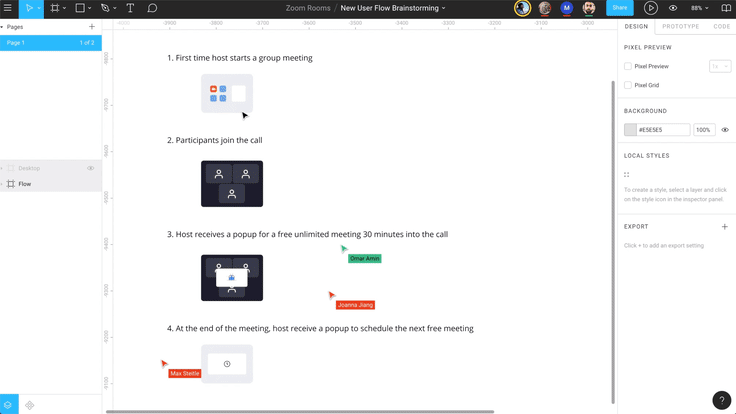 Zoom Rooms / New User Flow Brainstorming
M
Share
88%
Pages
Page 1
1 of 2
Desktop
Flow
-3900
-3800
-3700
-3600
-3500
-3400
-3300
-3200
-3100
-3000
1. First time host starts a group meeting
2. Participants join the call
3. Host receives a popup for a free unlimited meeting 30 minutes into the call
Omar Amin
Joanna Jiang
4. At the end of the meeting, host receive a popup to schedule the next free meeting
Max Steitle
DESIGN
PROTOTYPE
CODE
PIXEL PREVIEW
Pixel Preview
1x
Pixel Grid
BACKGROUND
#E5E5E5
100%
LOCAL STYLES
To create a style, select a layer and click
on the style icon in the inspector panel.
EXPORT
Click + to add an export setting
?